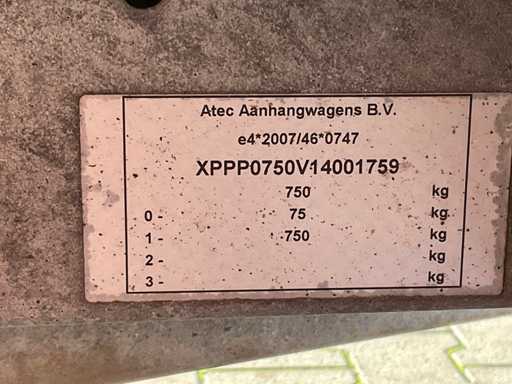 Atec Aanhangwagens B.V.
e4*2007/46*0747
XPPP0750V14001759
750 kg
0 - 75 kg
1 - 750 kg
2 - kg
3 - kg